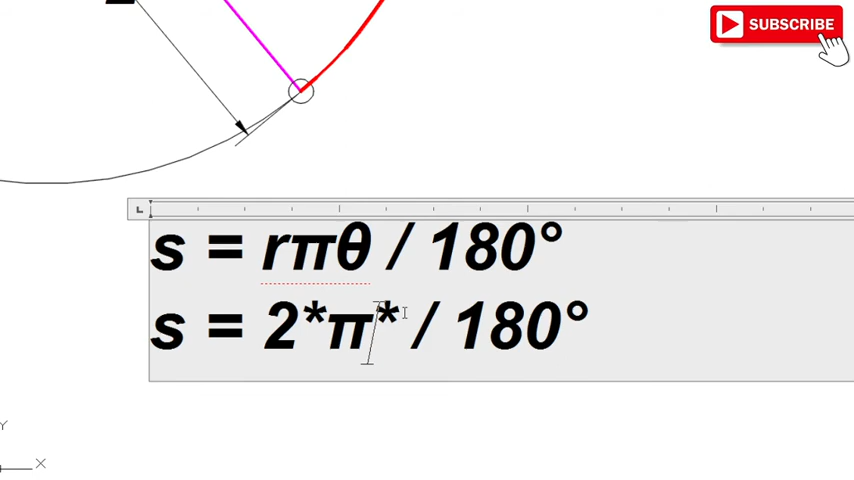 SUBSCRIBE
s = rπθ / 180°
s = 2*π* / 180°
Y
X